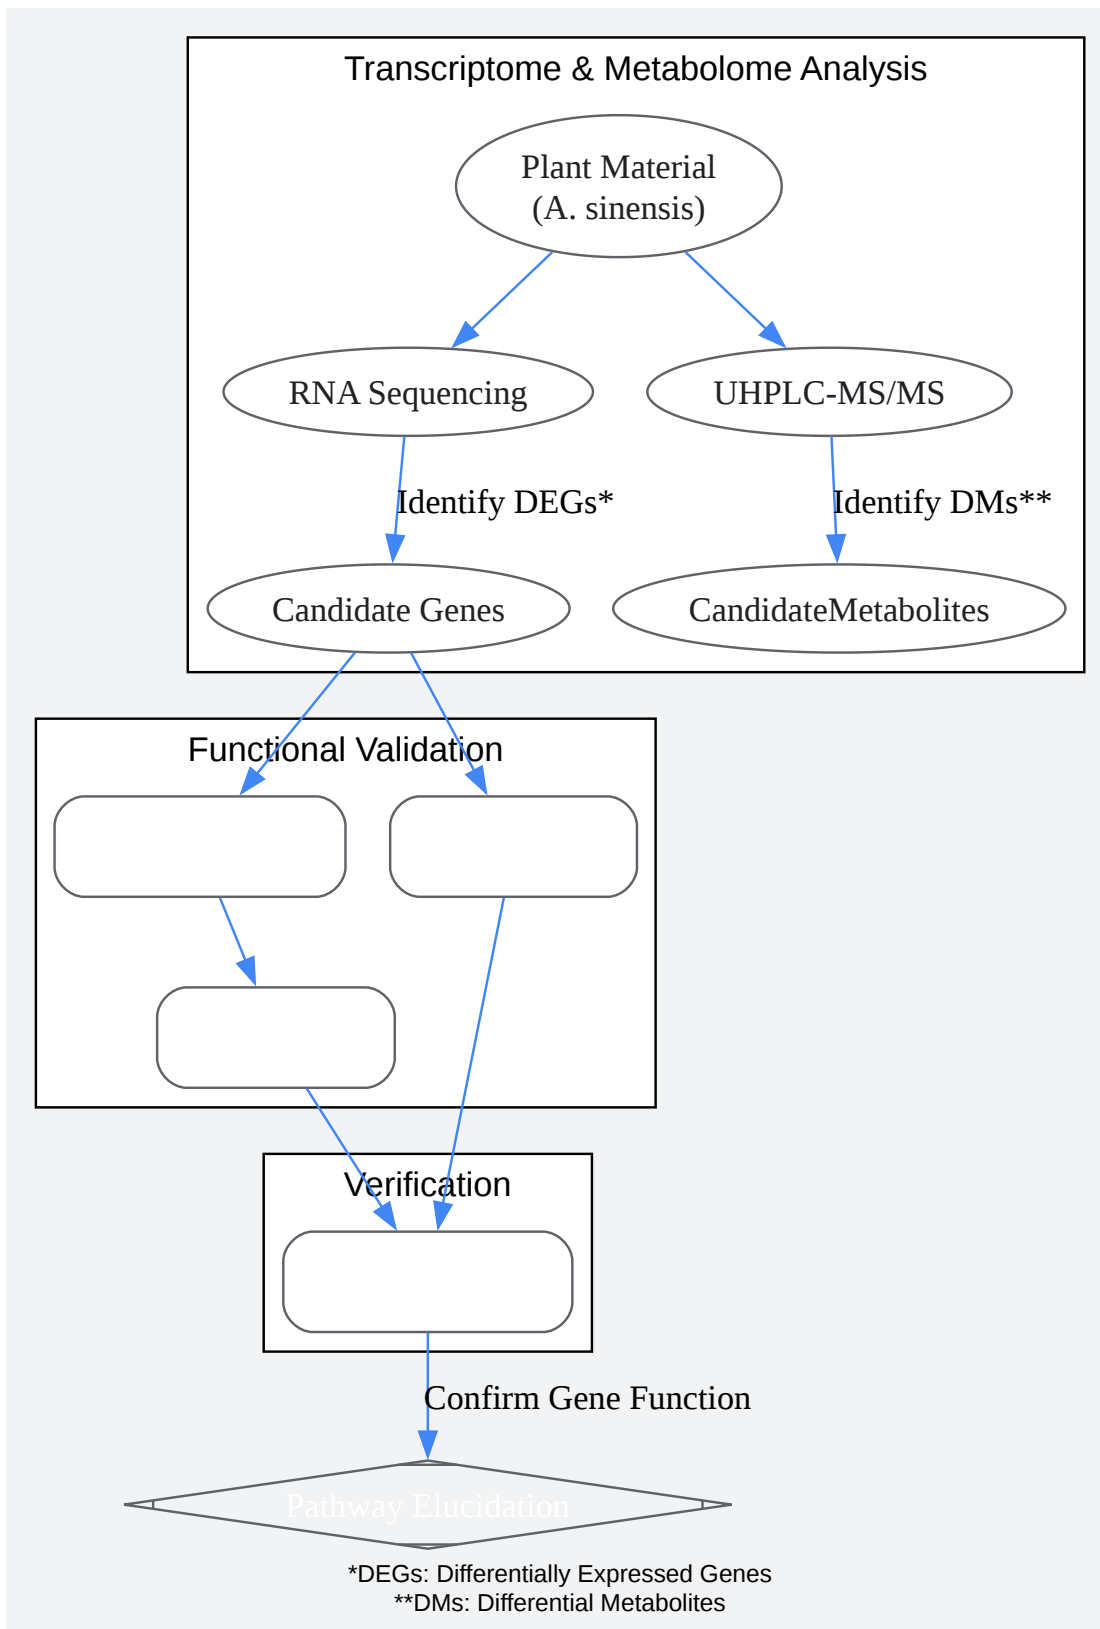 Transcriptome & Metabolome Analysis
Plant Material
(A. sinensis)
RNA Sequencing
UHPLC-MS/MS
Identify DEGs*
Identify DMs**
Candidate Genes
CandidateMetabolites
Functional Validation
Verification
Confirm Gene Function
Pathway Elucidation
*DEGs: Differentially Expressed Genes
**DMs: Differential Metabolites